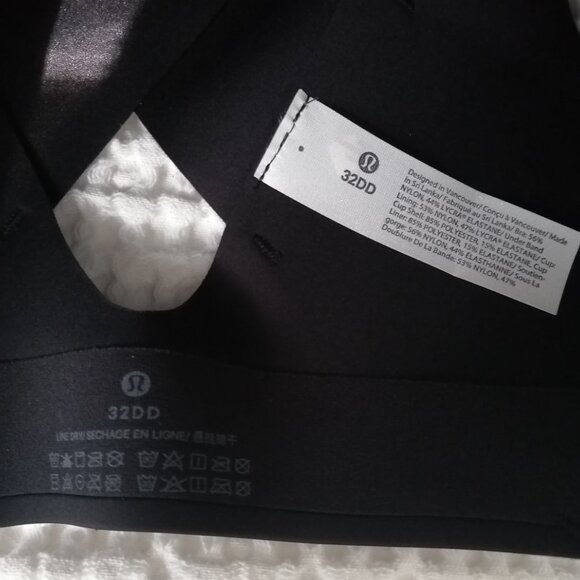 32DD
Designed in Vancouver/ Conçu à Vancouver/ Made
In Sri Lanka/ Fabriqué au Sri Lanka/ Bra: 56%
NYLON, 44% LYCRA® ELASTANE/ Under Band
Lining: 53% NYLON, 47% LYCRA® ELASTANE/ Cup:
Cup Shell: 85% POLYESTER, 15% ELASTANE, Cup
Liner: 85% POLYESTER, 15% ELASTANE/ Soutien-
gorge: 56% NYLON, 44% ELASTHANNE/ Sous La
Doublure De La Bande: 53% NYLON, 47%
32DD
LINE DRY/ SECHAGE EN LIGNE/